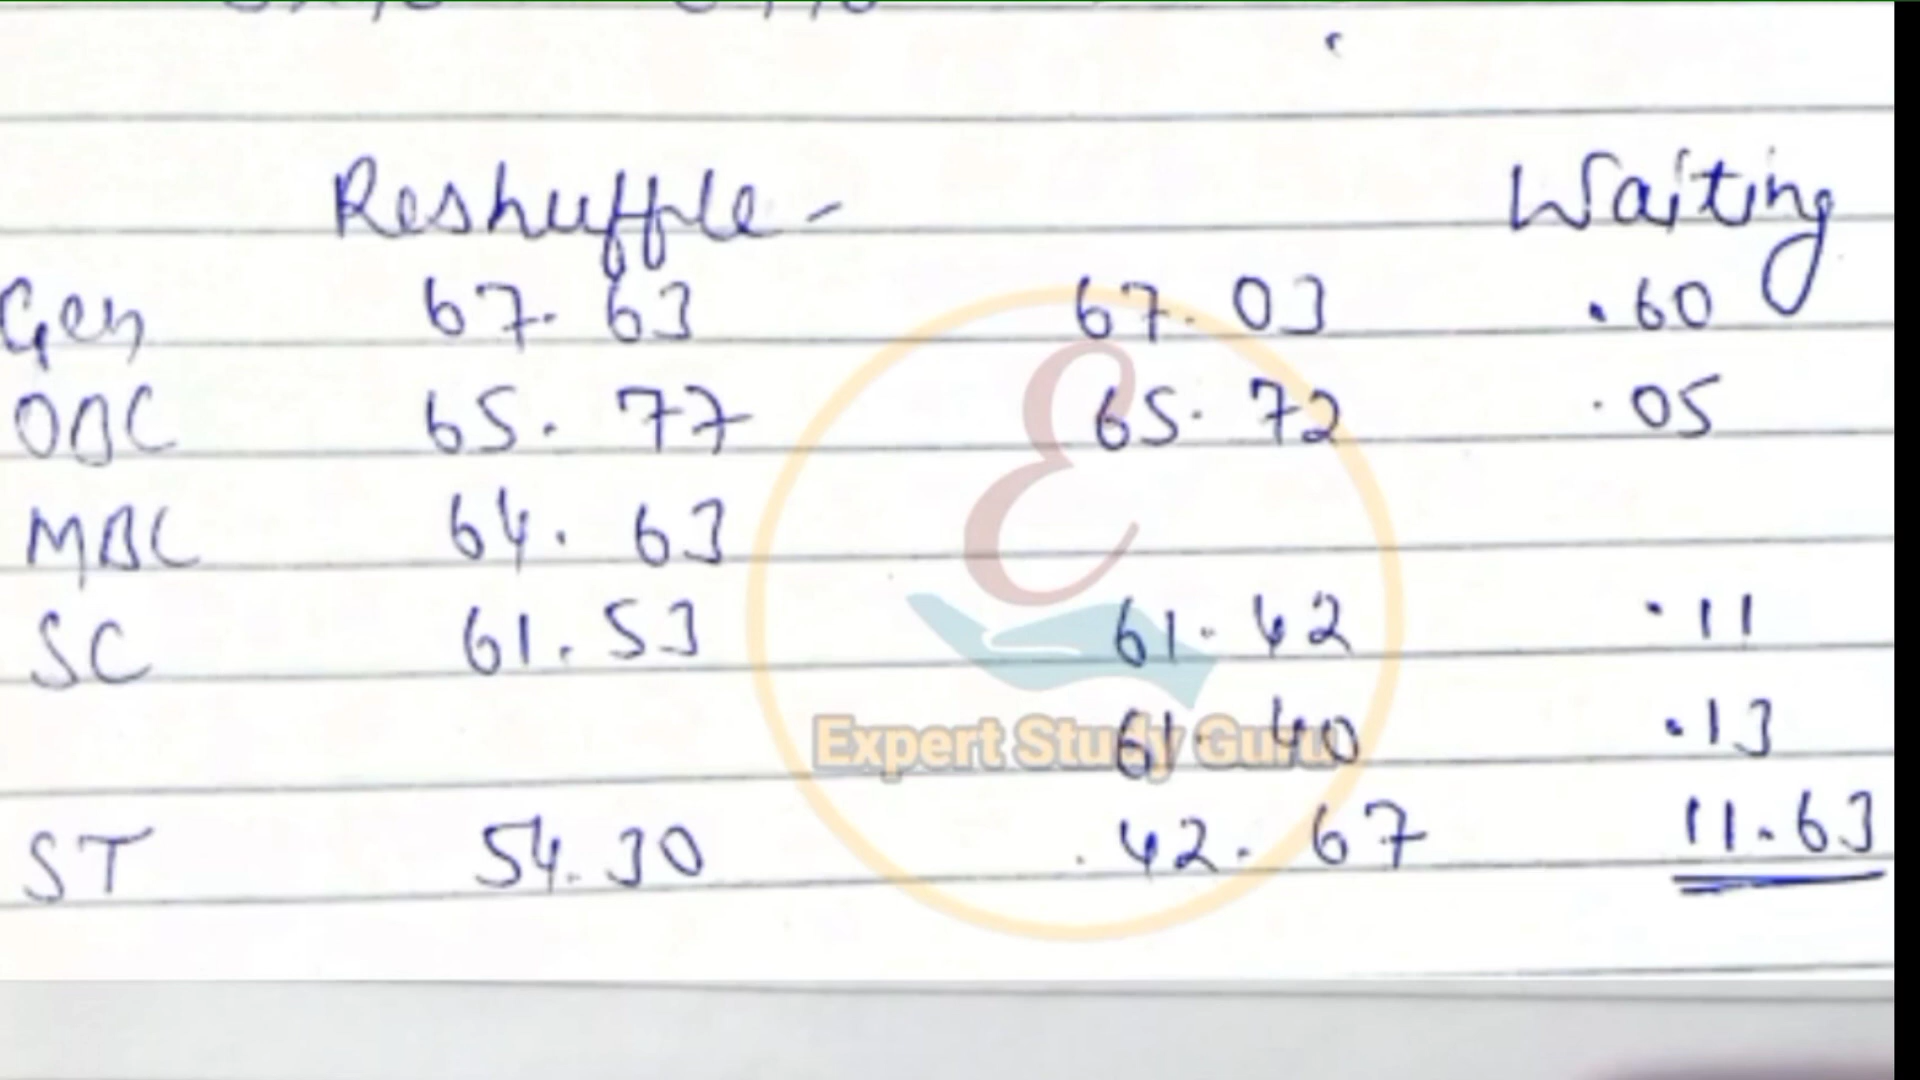 Reshuffle - Waiting
Gen 67.63 67.03 .60
OBC 65.77 65.72 .05
MBC 64.63
SC 61.53 61.42 .11
61.40 .13
Expert Study Guru
ST 54.30 42.67 11.63